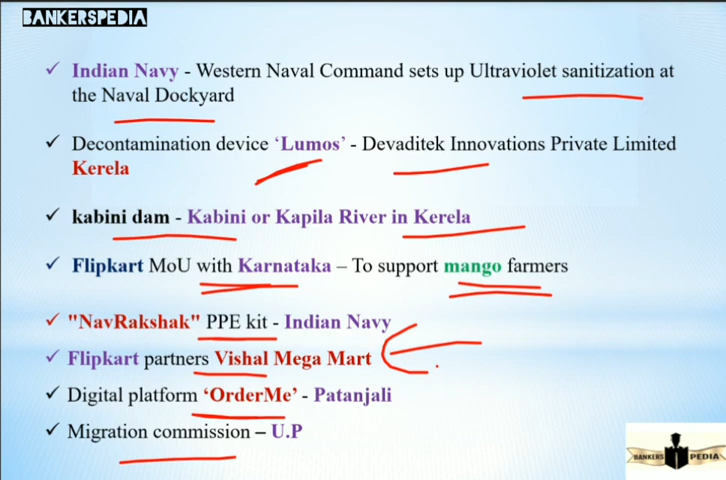 BANKERSPEDIA
✓ Indian Navy - Western Naval Command sets up Ultraviolet sanitization at
the Naval Dockyard
✓ Decontamination device ‘Lumos’ - Devaditek Innovations Private Limited
Kerela
✓ kabini dam - Kabini or Kapila River in Kerela
✓ Flipkart MoU with Karnataka – To support mango farmers
✓ "NavRakshak" PPE kit - Indian Navy
✓ Flipkart partners Vishal Mega Mart
✓ Digital platform ‘OrderMe’ - Patanjali
✓ Migration commission – U.P
BANKERS PEDIA